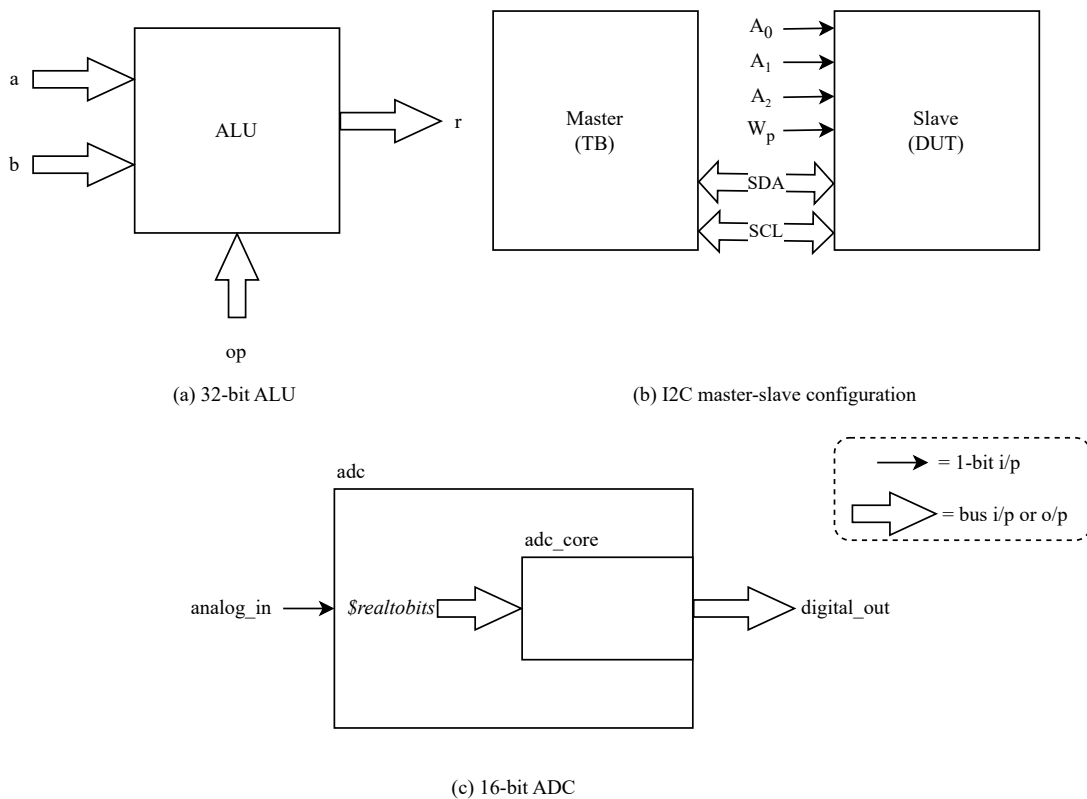 a
b
ALU
r
op
(a) 32-bit ALU
Master
(TB)
A0
A1
A2
Wp
SDA
SCL
Slave
(DUT)
(b) I2C master-slave configuration
= 1-bit i/p
= bus i/p or o/p
adc
adc_core
analog_in
$realtobits
digital_out
(c) 16-bit ADC